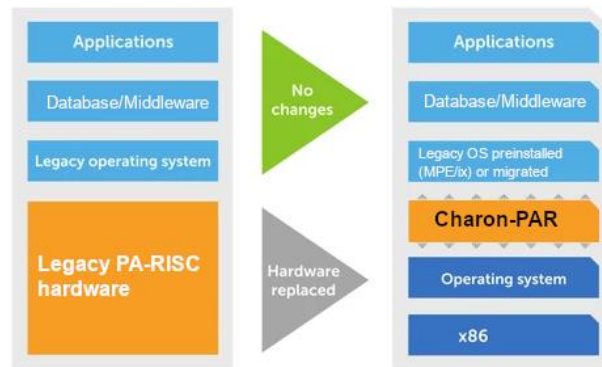 Applications
Database/Middleware
Legacy operating system
Legacy PA-RISC
hardware
No
changes
Hardware
replaced
Applications
Database/Middleware
Legacy OS preinstalled
(MPE/ix) or migrated
Charon-PAR
Operating system
x86